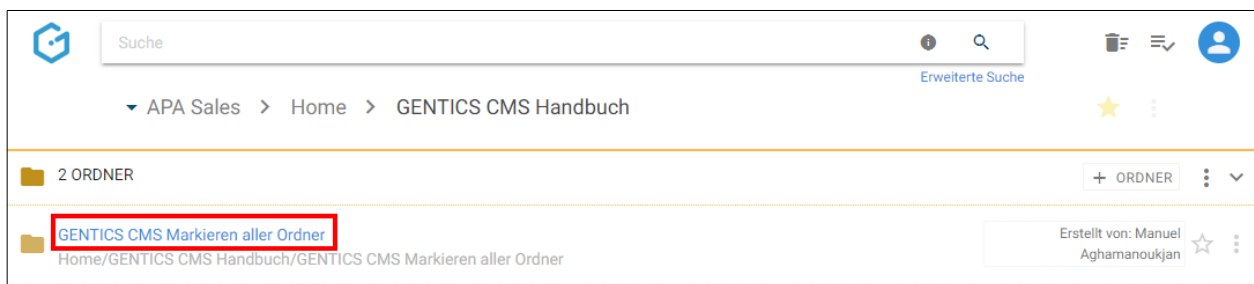 Suche
Erweiterte Suche
APA Sales > Home > GENTICS CMS Handbuch
2 ORDNER
+ ORDNER
GENTICS CMS Markieren aller Ordner
Home/GENTICS CMS Handbuch/GENTICS CMS Markieren aller Ordner
Erstellt von: Manuel
Aghamanoukjan